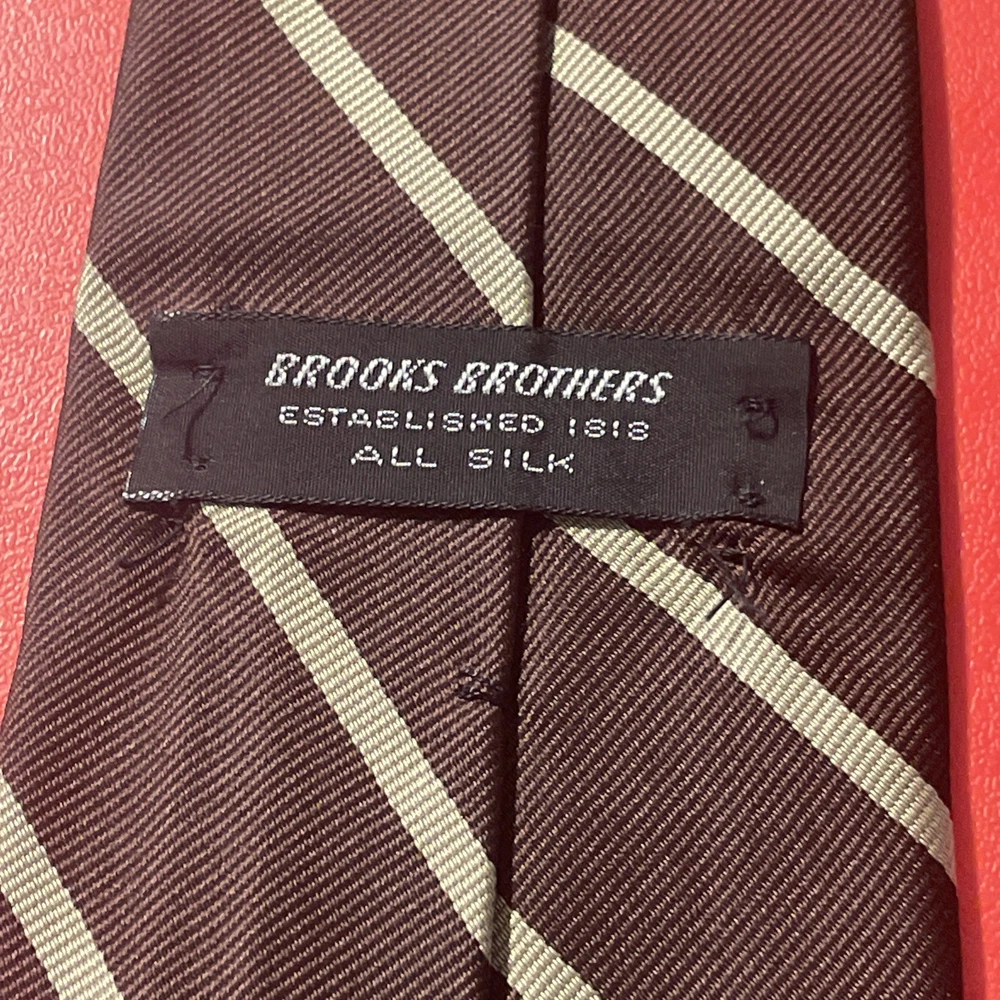 BROOKS BROTHERS
ESTABLISHED 1818
ALL SILK